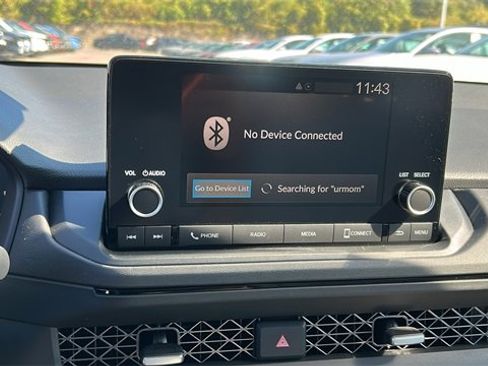 11:43
No Device Connected
VOL AUDIO
LIST SELECT
Go to Device List Searching for "urmom"
PHONE RADIO MEDIA CONNECT MENU